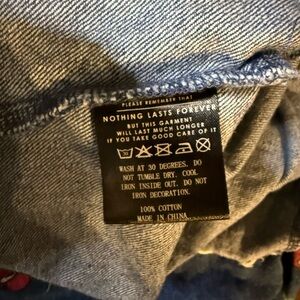 PLEASE REMEMBER THAT
NOTHING LASTS FOREVER
BUT THIS GARMENT
WILL LAST MUCH LONGER
IF YOU TAKE GOOD CARE OF IT
WASH AT 30 DEGREES. DO
NOT TUMBLE DRY. COOL
IRON INSIDE OUT. DO NOT
IRON DECORATION.
100% COTTON
MADE IN CHINA